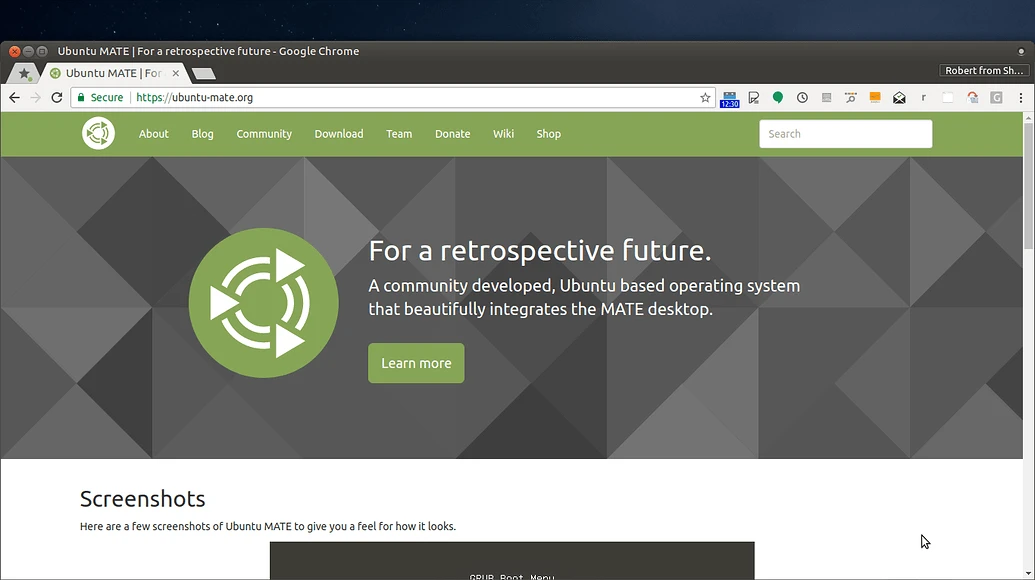 Ubuntu MATE | For a retrospective future - Google Chrome
Ubuntu MATE | For
Robert from Sh...
Secure
https://ubuntu-mate.org
12:30
r
G
About
Blog
Community
Download
Team
Donate
Wiki
Shop
Search
For a retrospective future.
A community developed, Ubuntu based operating system
that beautifully integrates the MATE desktop.
Learn more
Screenshots
Here are a few screenshots of Ubuntu MATE to give you a feel for how it looks.
GRUB Boot Menu